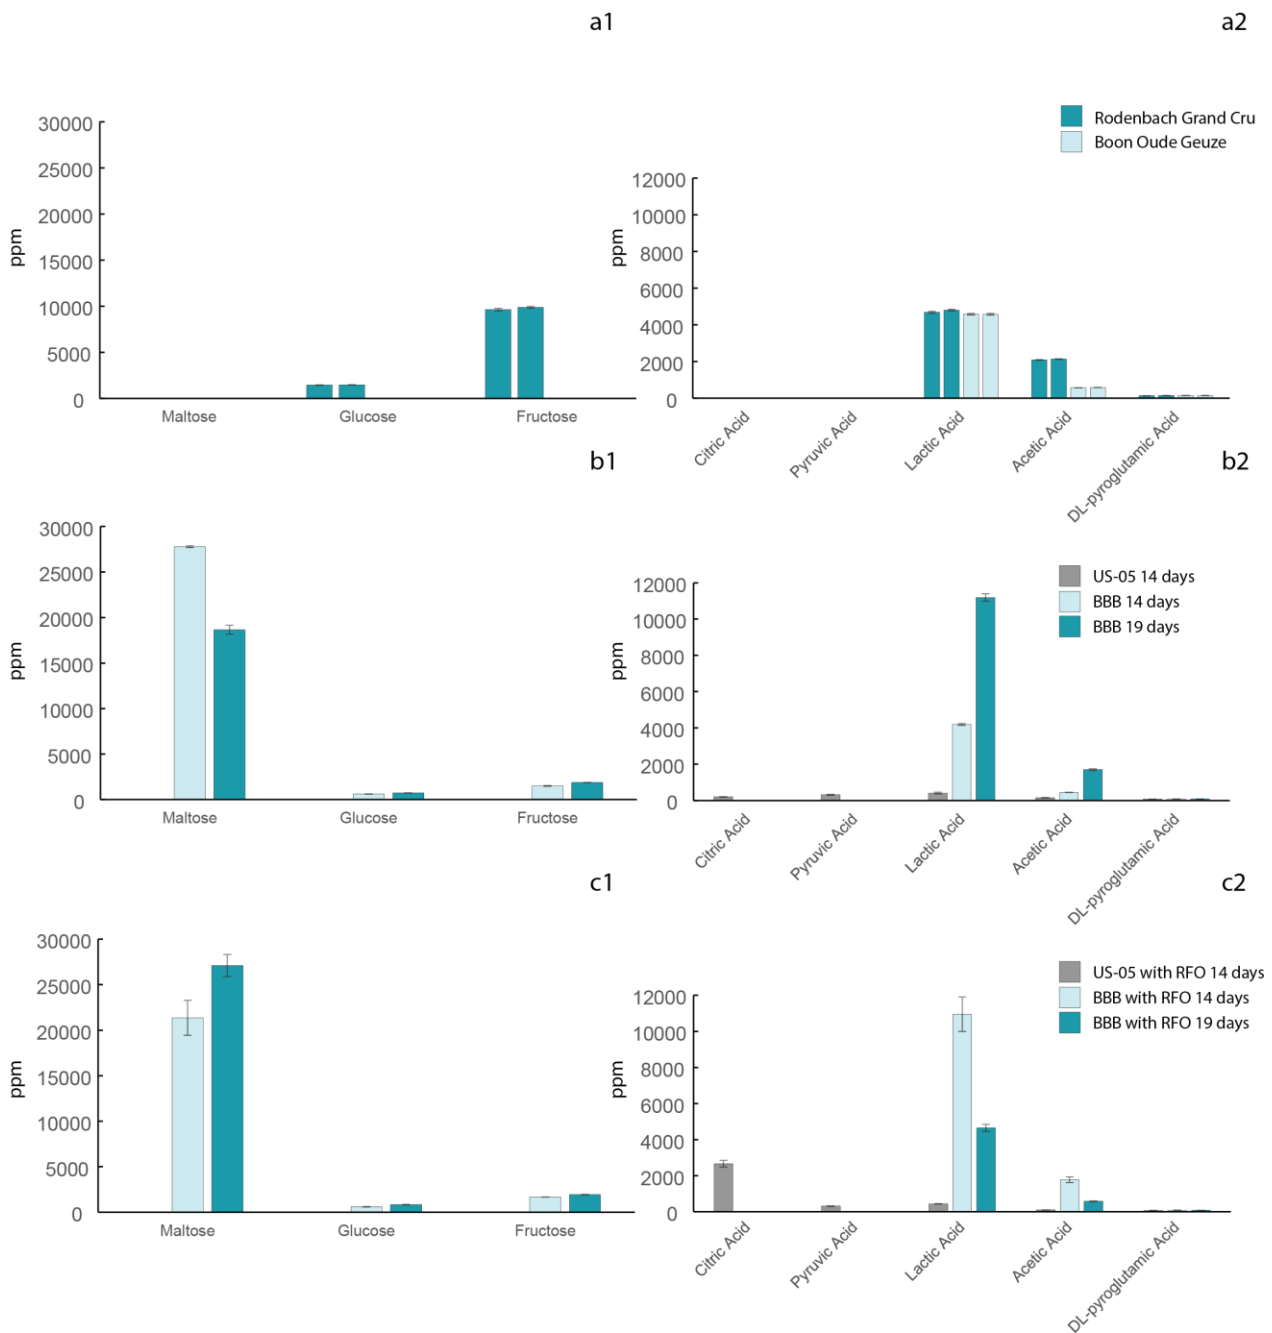 a1
a2
Rodenbach Grand Cru
Boon Oude Geuze
30000
25000
20000
15000
10000
5000
0
ppm
Maltose
Glucose
Fructose
12000
10000
8000
6000
4000
2000
0
ppm
Citric Acid
Pyruvic Acid
Lactic Acid
Acetic Acid
DL-pyroglutamic Acid
b1
b2
30000
25000
20000
15000
10000
5000
0
ppm
Maltose
Glucose
Fructose
US-05 14 days
BBB 14 days
BBB 19 days
12000
10000
8000
6000
4000
2000
0
ppm
Citric Acid
Pyruvic Acid
Lactic Acid
Acetic Acid
DL-pyroglutamic Acid
c1
c2
30000
25000
20000
15000
10000
5000
0
ppm
Maltose
Glucose
Fructose
US-05 with RFO 14 days
BBB with RFO 14 days
BBB with RFO 19 days
12000
10000
8000
6000
4000
2000
0
ppm
Citric Acid
Pyruvic Acid
Lactic Acid
Acetic Acid
DL-pyroglutamic Acid